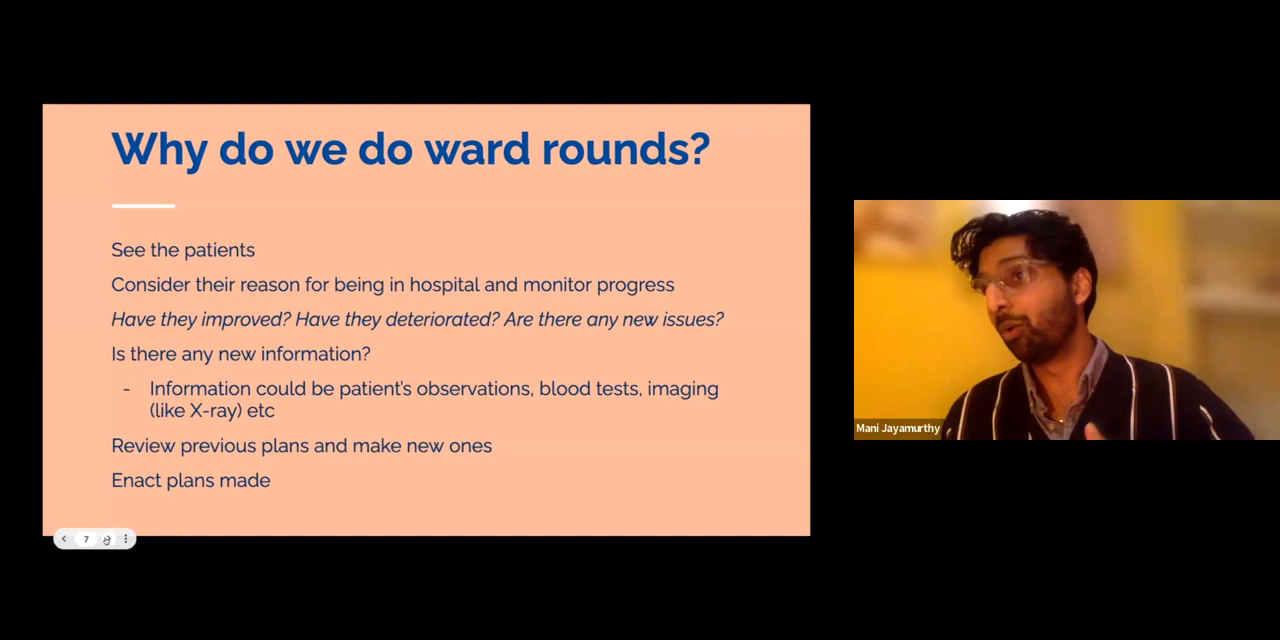 Why do we do ward rounds?
See the patients
Consider their reason for being in hospital and monitor progress
Have they improved? Have they deteriorated? Are there any new issues?
Is there any new information?
- Information could be patient's observations, blood tests, imaging
(like X-ray) etc
Review previous plans and make new ones
Enact plans made
7
Mani Jayamurthy